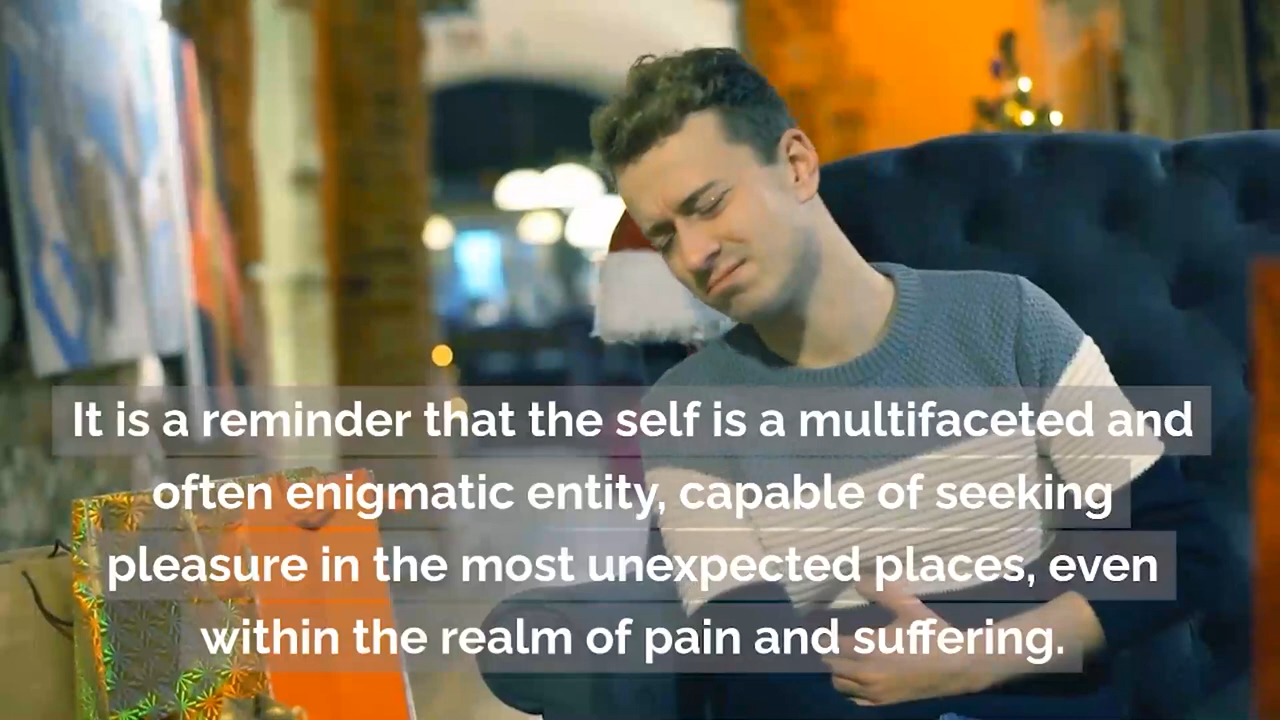 It is a reminder that the self is a multifaceted and
often enigmatic entity, capable of seeking
pleasure in the most unexpected places, even
within the realm of pain and suffering.